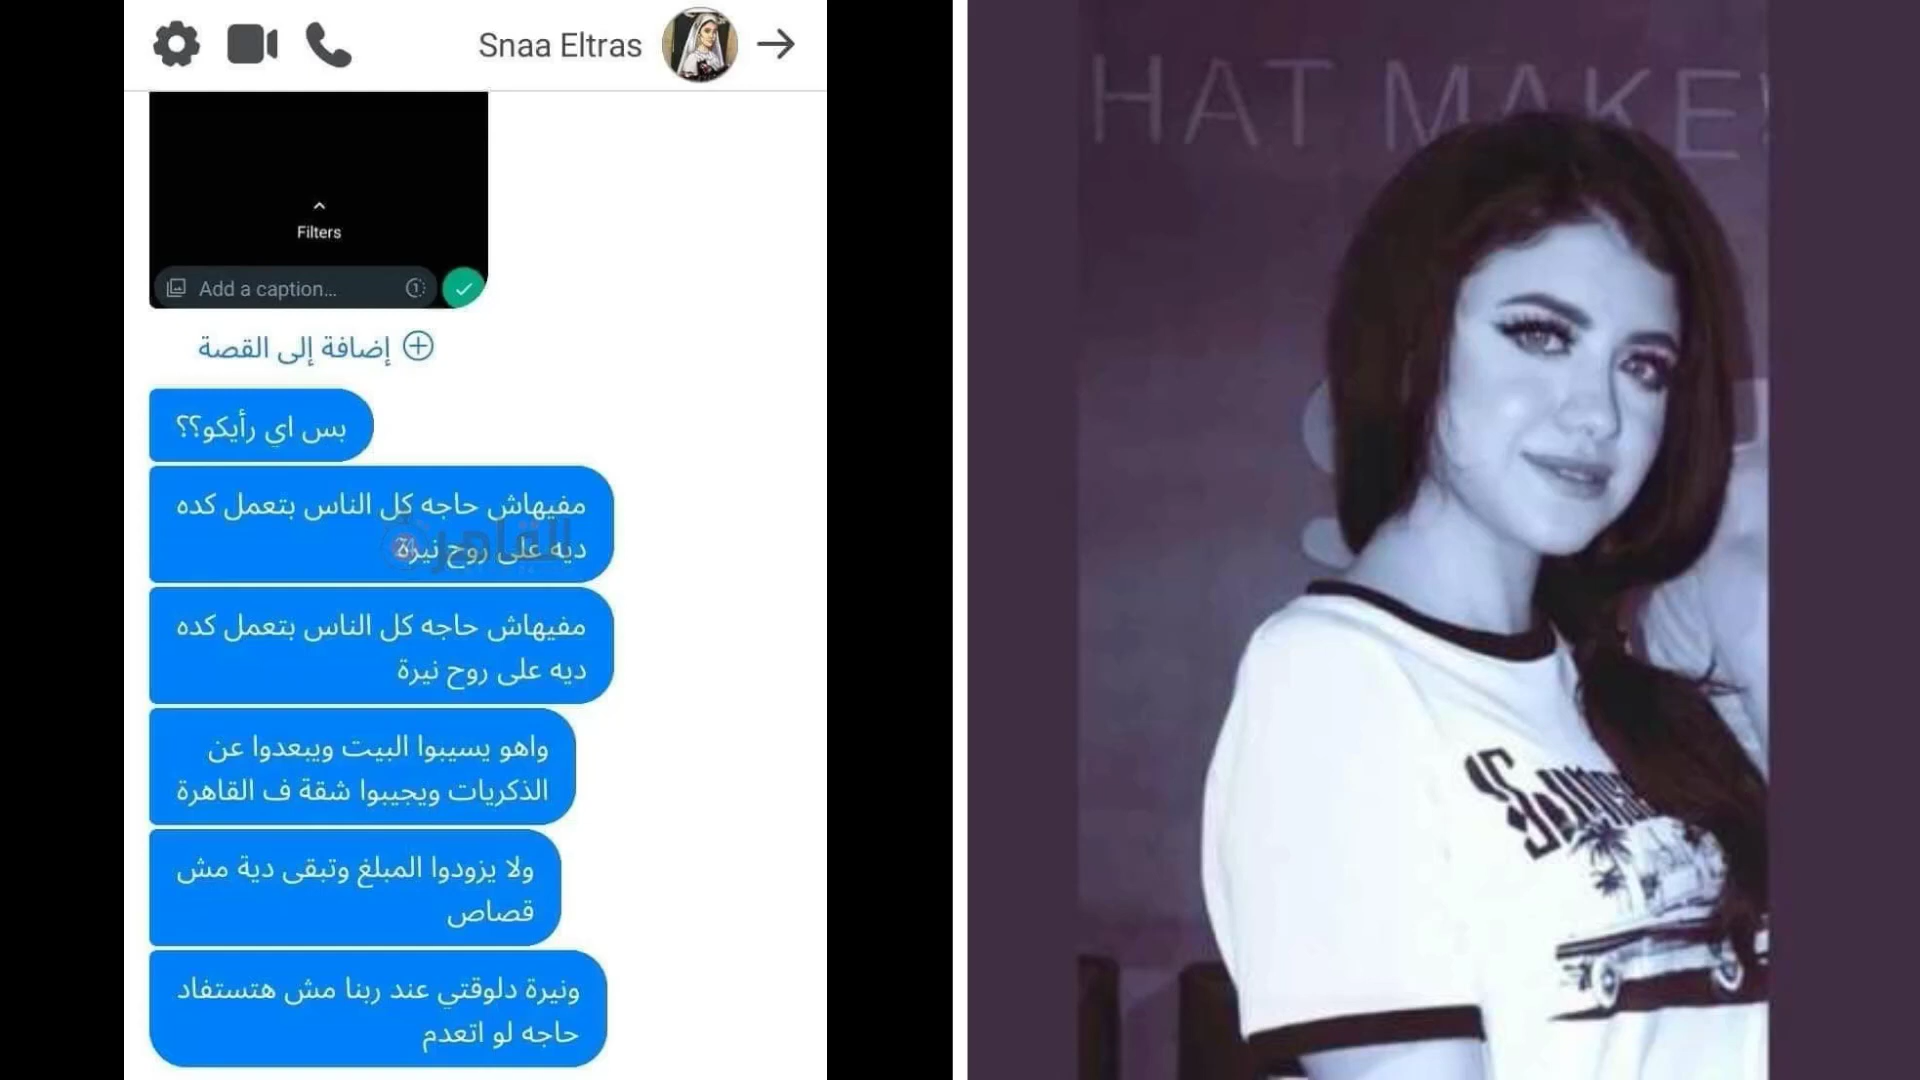 Snaa Eltras
Filters
Add a caption...
إضافة إلى القصة
بس اي رأيكو؟؟
مفيهاش حاجه كل الناس بتعمل كده
ديه على روح نيرة
القاهرة 24
مفيهاش حاجه كل الناس بتعمل كده
ديه على روح نيرة
واهو يسيبوا البيت ويبعدوا عن
الذكريات ويجيبوا شقة ف القاهرة
ولا يزودوا المبلغ وتبقى دية مش
قصاص
ونيرة دلوقتي عند ربنا مش هتستفاد
حاجه لو اتعدم
HAT MAKE